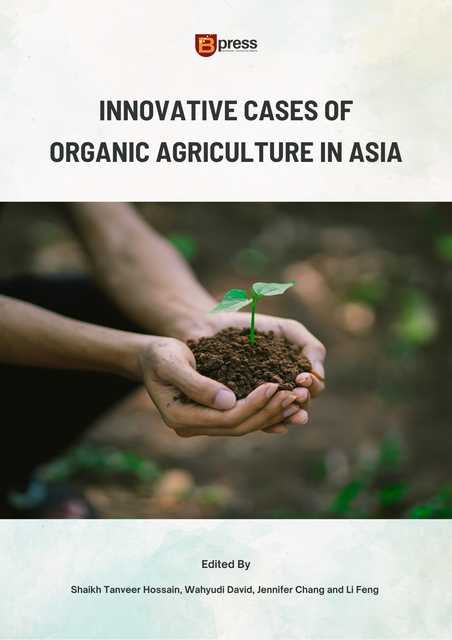 B press
INNOVATIVE CASES OF
ORGANIC AGRICULTURE IN ASIA
Edited By
Shaikh Tanveer Hossain, Wahyudi David, Jennifer Chang and Li Feng